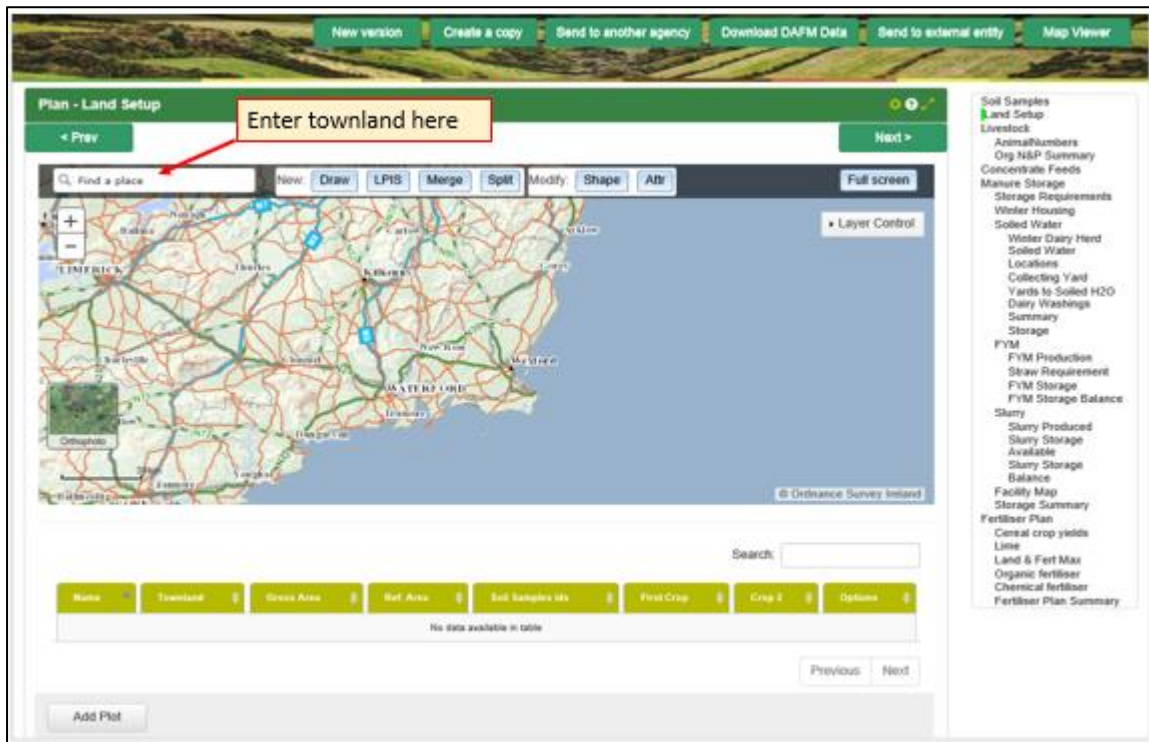 New version Create a copy Send to another agency Download DAFM Data Send to external entity Map Viewer
Plan - Land Setup
Enter townland here
< Prev
Next >
Find a place
New: Draw LPIS Merge Split Modify: Shape Attr
Full screen
+
−
Layer Control
LIMERICK
Kilkenny
New Ross
Wexford
WATERFORD
Tramore
Dungarvan
Youghal
Orthophoto
© Ordnance Survey Ireland
Search:
Name Townland Gross Area Ref. Area Soil Samples ids First Crop Crop 2 Options
No data available in table
Previous Next
Add Plot
Soil Samples
Land Setup
Livestock
AnimalNumbers
Org N&P Summary
Concentrate Feeds
Manure Storage
Storage Requirements
Winter Housing
Soiled Water
Winter Dairy Herd
Soiled Water
Locations
Collecting Yard
Yards to Soiled H2O
Dairy Washings
Summary
Storage
FYM
FYM Production
Straw Requirement
FYM Storage
FYM Storage Balance
Slurry
Slurry Produced
Slurry Storage
Available
Slurry Storage
Balance
Facility Map
Storage Summary
Fertiliser Plan
Cereal crop yields
Lime
Land & Fert Max
Organic fertiliser
Chemical fertiliser
Fertiliser Plan Summary